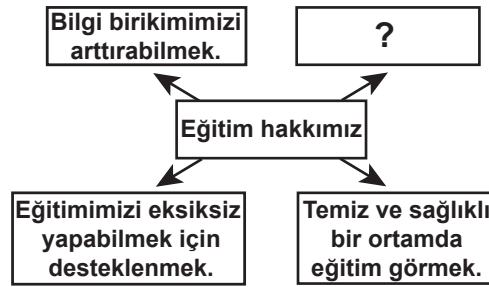 Bilgi birikimimizi
arttırabilmek.
?
Eğitim hakkımız
Eğitimimizi eksiksiz
yapabilmek için
desteklenmek.
Temiz ve sağlıklı
bir ortamda
eğitim görmek.